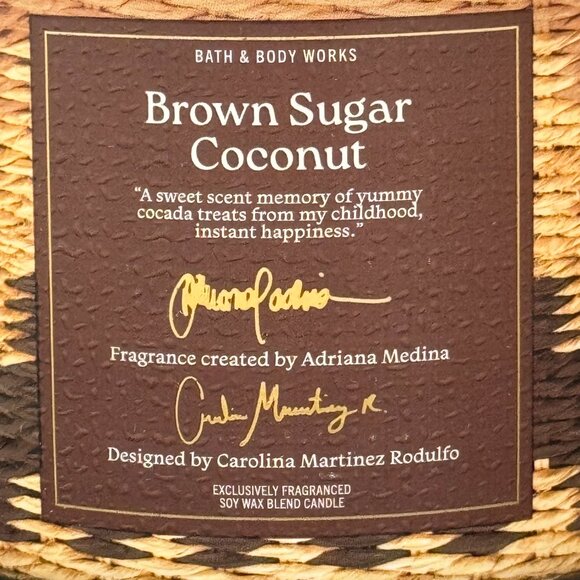 BATH & BODY WORKS
Brown Sugar
Coconut
“A sweet scent memory of yummy
cocada treats from my childhood,
instant happiness.”
Fragrance created by Adriana Medina
Designed by Carolina Martinez Rodulfo
EXCLUSIVELY FRAGRANCED
SOY WAX BLEND CANDLE